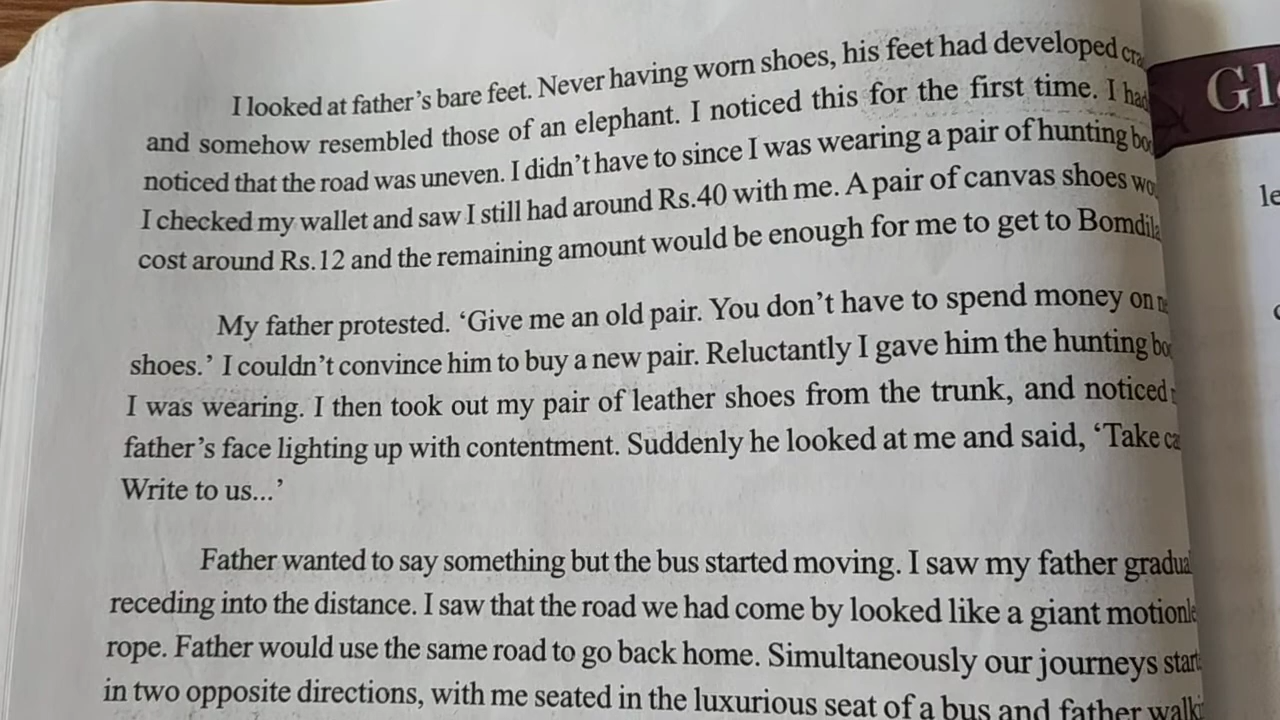 I looked at father's bare feet. Never having worn shoes, his feet had developed
and somehow resembled those of an elephant. I noticed this for the first time. I had
noticed that the road was uneven. I didn't have to since I was wearing a pair of hunting
I checked my wallet and saw I still had around Rs.40 with me. A pair of canvas shoes
cost around Rs.12 and the remaining amount would be enough for me to get to Bomdila
My father protested. ‘Give me an old pair. You don't have to spend money on
shoes.’ I couldn't convince him to buy a new pair. Reluctantly I gave him the hunting
I was wearing. I then took out my pair of leather shoes from the trunk, and noticed
father's face lighting up with contentment. Suddenly he looked at me and said, ‘Take
Write to us...’
Father wanted to say something but the bus started moving. I saw my father
receding into the distance. I saw that the road we had come by looked like a giant
rope. Father would use the same road to go back home. Simultaneously our journeys
in two opposite directions, with me seated in the luxurious seat of a bus and father